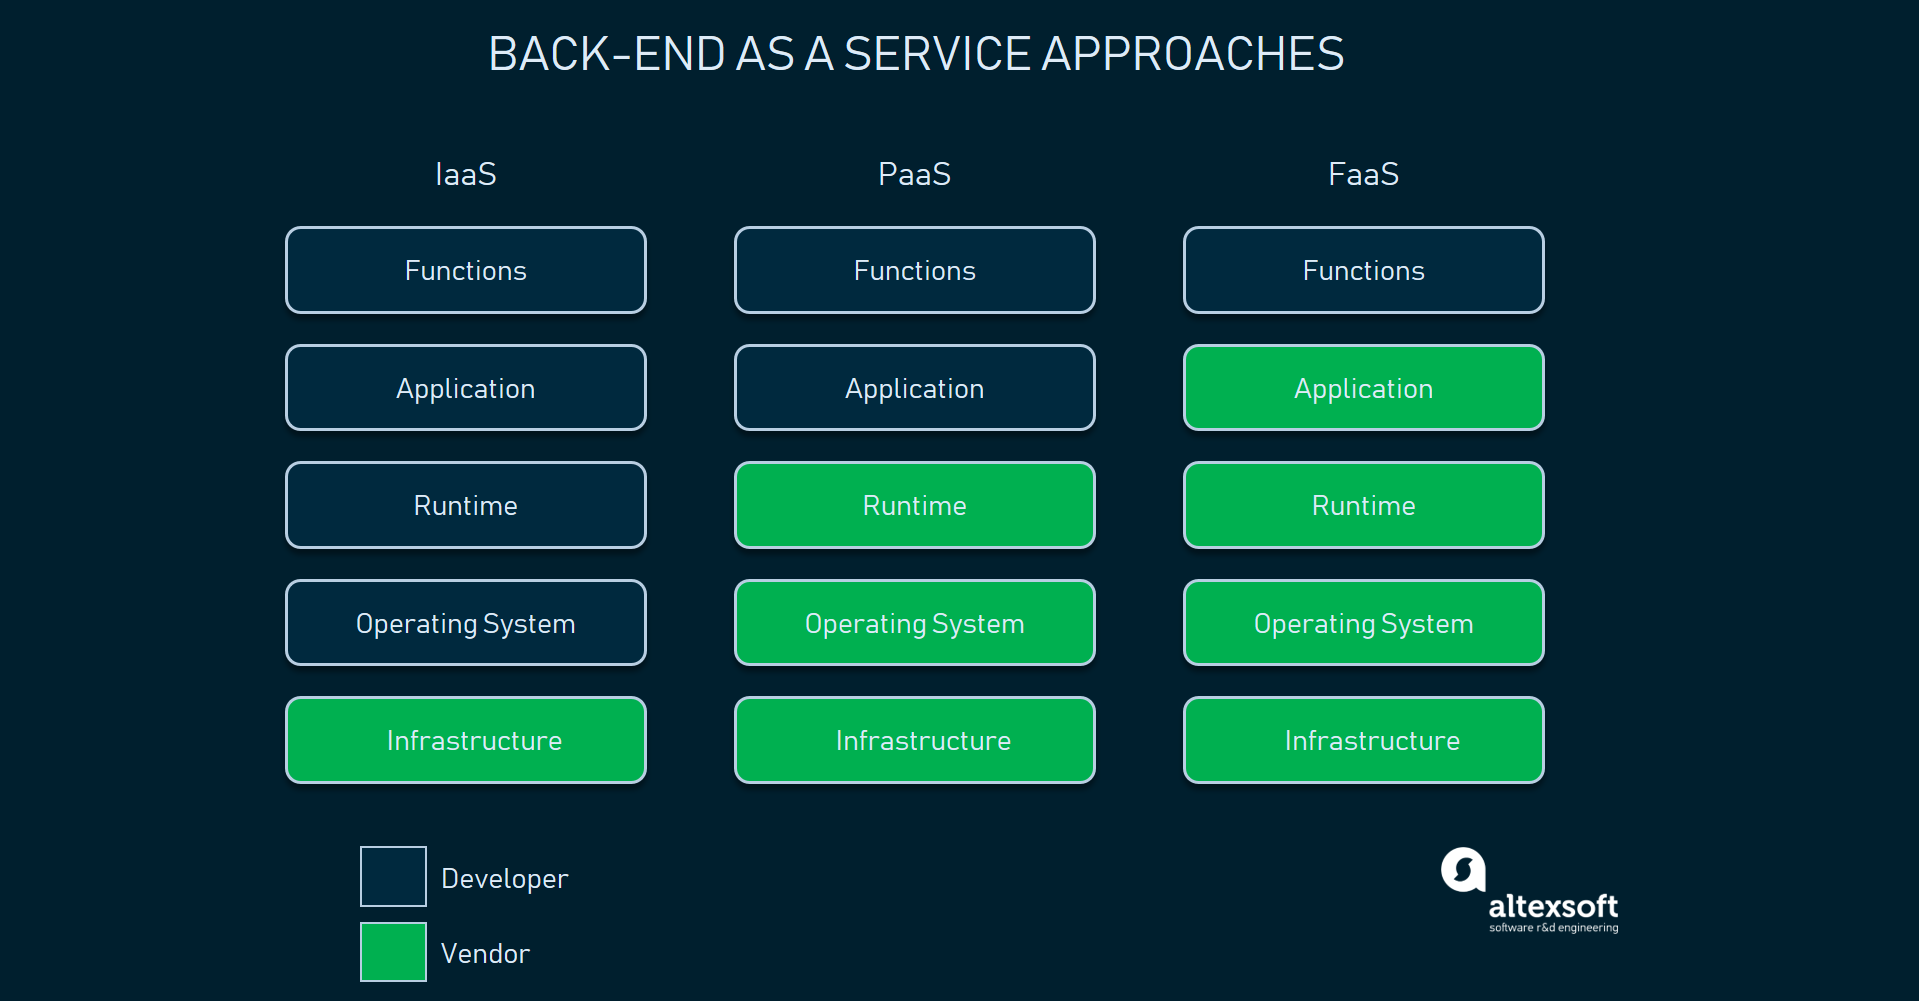 BACK-END AS A SERVICE APPROACHES
IaaS
PaaS
FaaS
Functions
Functions
Functions
Application
Application
Application
Runtime
Runtime
Runtime
Operating System
Operating System
Operating System
Infrastructure
Infrastructure
Infrastructure
Developer
Vendor
altexsoft
software r&d engineering